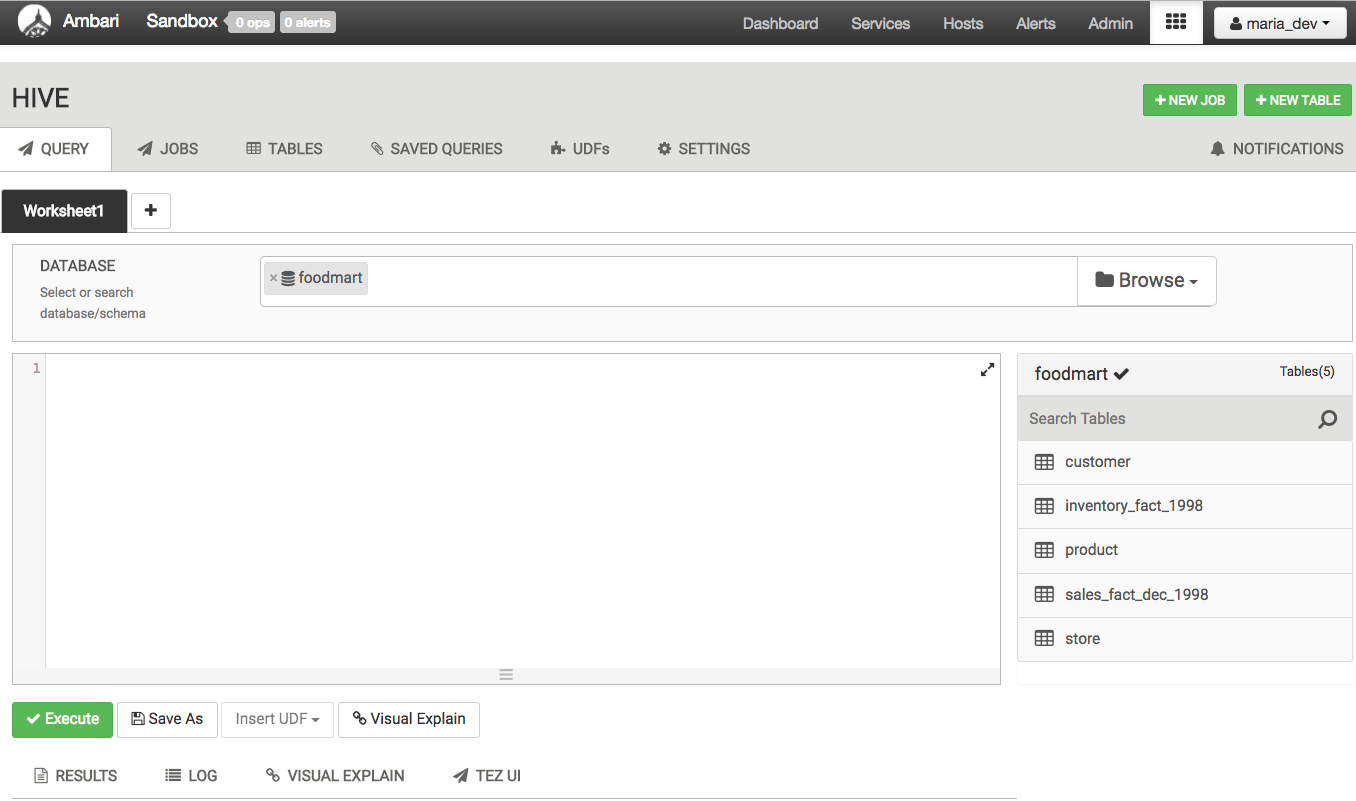 Ambari Sandbox 0 ops 0 alerts Dashboard Services Hosts Alerts Admin maria_dev
HIVE
NEW JOB NEW TABLE
QUERY JOBS TABLES SAVED QUERIES UDFs SETTINGS NOTIFICATIONS
Worksheet1 +
DATABASE
Select or search
database/schema
× foodmart
Browse
1
foodmart Tables(5)
Search Tables
customer
inventory_fact_1998
product
sales_fact_dec_1998
store
Execute Save As Insert UDF Visual Explain
RESULTS LOG VISUAL EXPLAIN TEZ UI